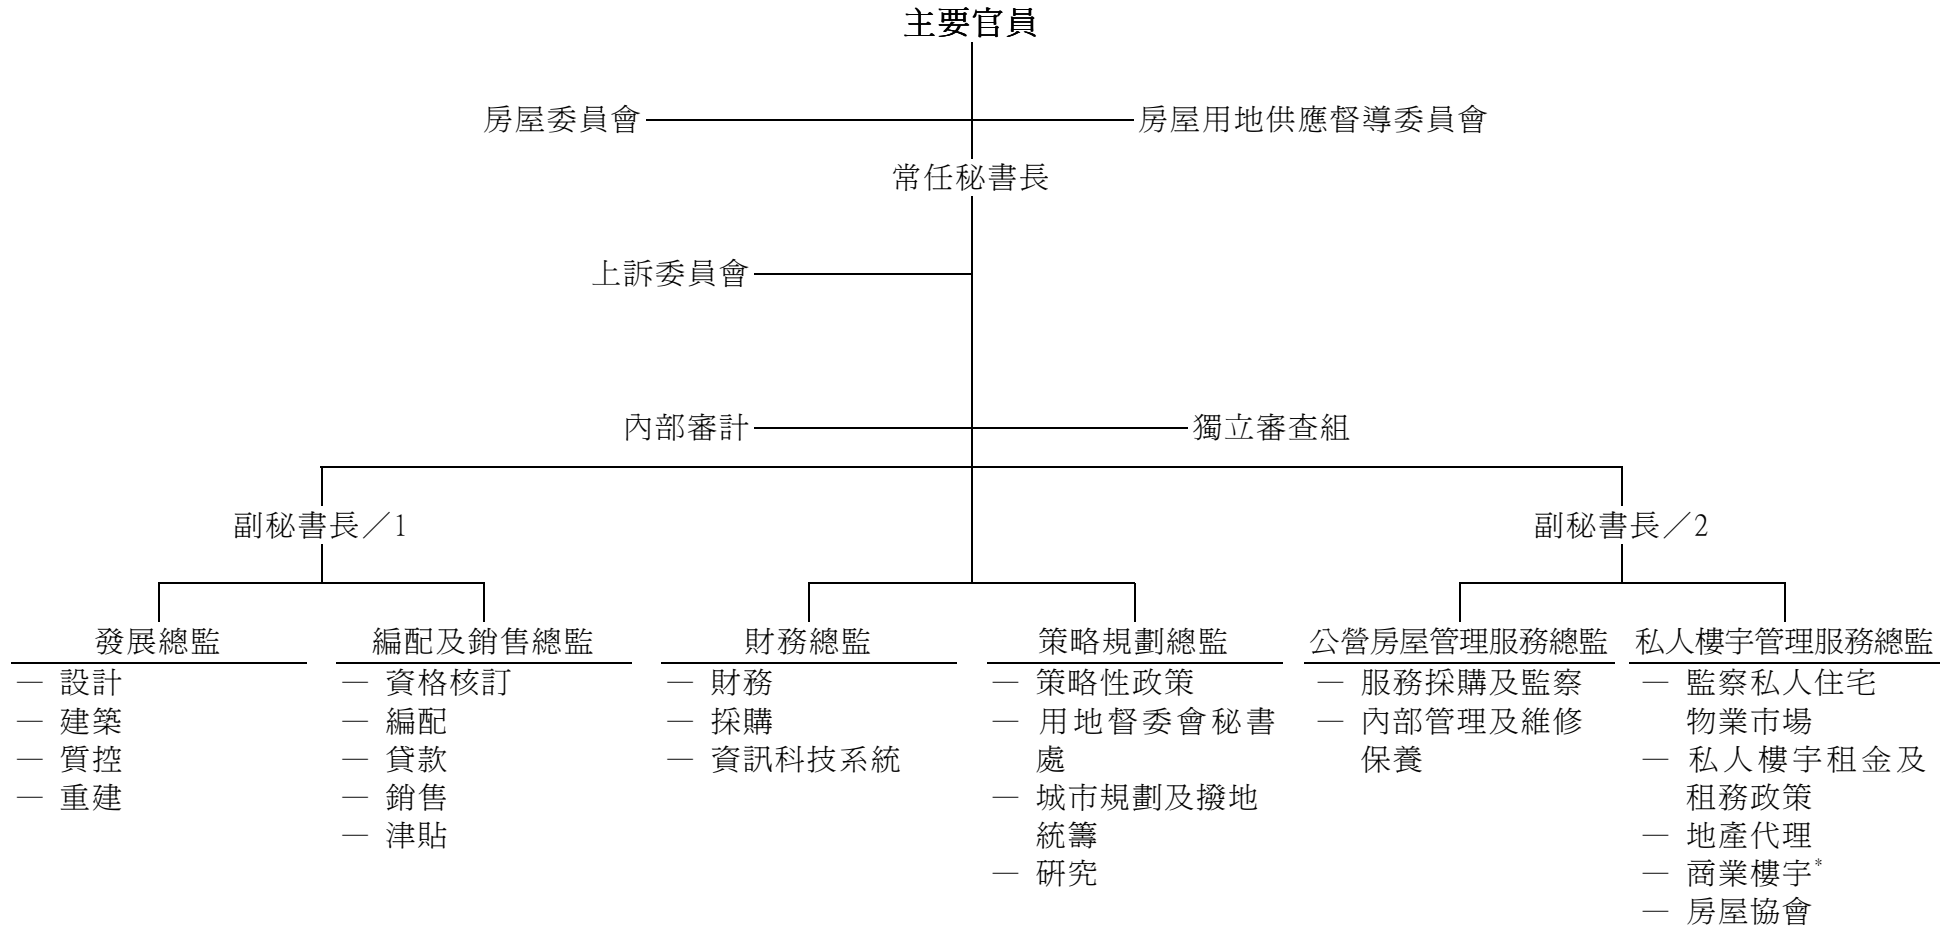 主要官員
房屋委員會
房屋用地供應督導委員會
常任秘書長
上訴委員會
內部審計
獨立審查組
副秘書長／1
副秘書長／2
發展總監
— 設計
— 建築
— 質控
— 重建
編配及銷售總監
— 資格核訂
— 編配
— 貸款
— 銷售
— 津貼
財務總監
— 財務
— 採購
— 資訊科技系統
策略規劃總監
— 策略性政策
— 用地督委會秘書
處
— 城市規劃及撥地
統籌
— 研究
公營房屋管理服務總監
— 服務採購及監察
— 內部管理及維修
保養
私人樓宇管理服務總監
— 監察私人住宅
物業市場
— 私人樓宇租金及
租務政策
— 地產代理
— 商業樓宇*
— 房屋協會